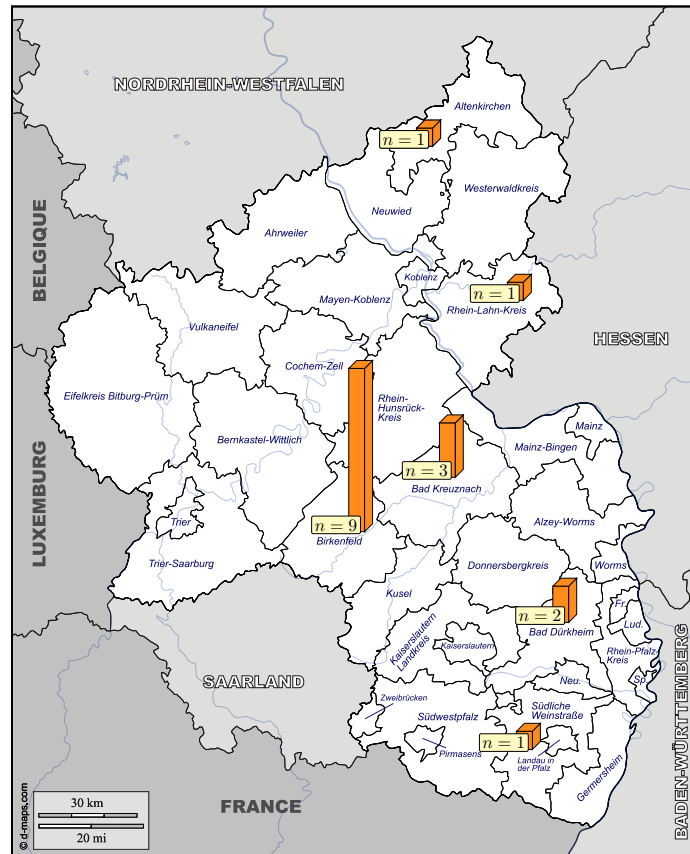 NORDRHEIN-WESTFALEN
Altenkirchen
n = 1
Westerwaldkreis
Neuwied
Ahrweiler
BELGIQUE
Koblenz
Mayen-Koblenz
n = 1
Rhein-Lahn-Kreis
Vulkaneifel
HESSEN
Cochem-Zell
Eifelkreis Bitburg-Prüm
Rhein-
Hunsrück-
Kreis
Mainz
Bernkastel-Wittlich
Mainz-Bingen
n = 3
Bad Kreuznach
LUXEMBURG
Trier
n = 9
Birkenfeld
Alzey-Worms
Trier-Saarburg
Donnersbergkreis
Worms
Kusel
Fr.
n = 2
Lud.
Bad Dürkheim
Kaiserslautern
Landkreis
Kaiserslautern
Rhein-Pfalz-
Kreis
SAARLAND
Neu.
Sp.
Zweibrücken
Südwestpfalz
Südliche
Weinstraße
n = 1
Pirmasens
Landau in
der Pfalz
Germersheim
BADEN-WÜRTTEMBERG
FRANCE
30 km
20 mi
© d-maps.com